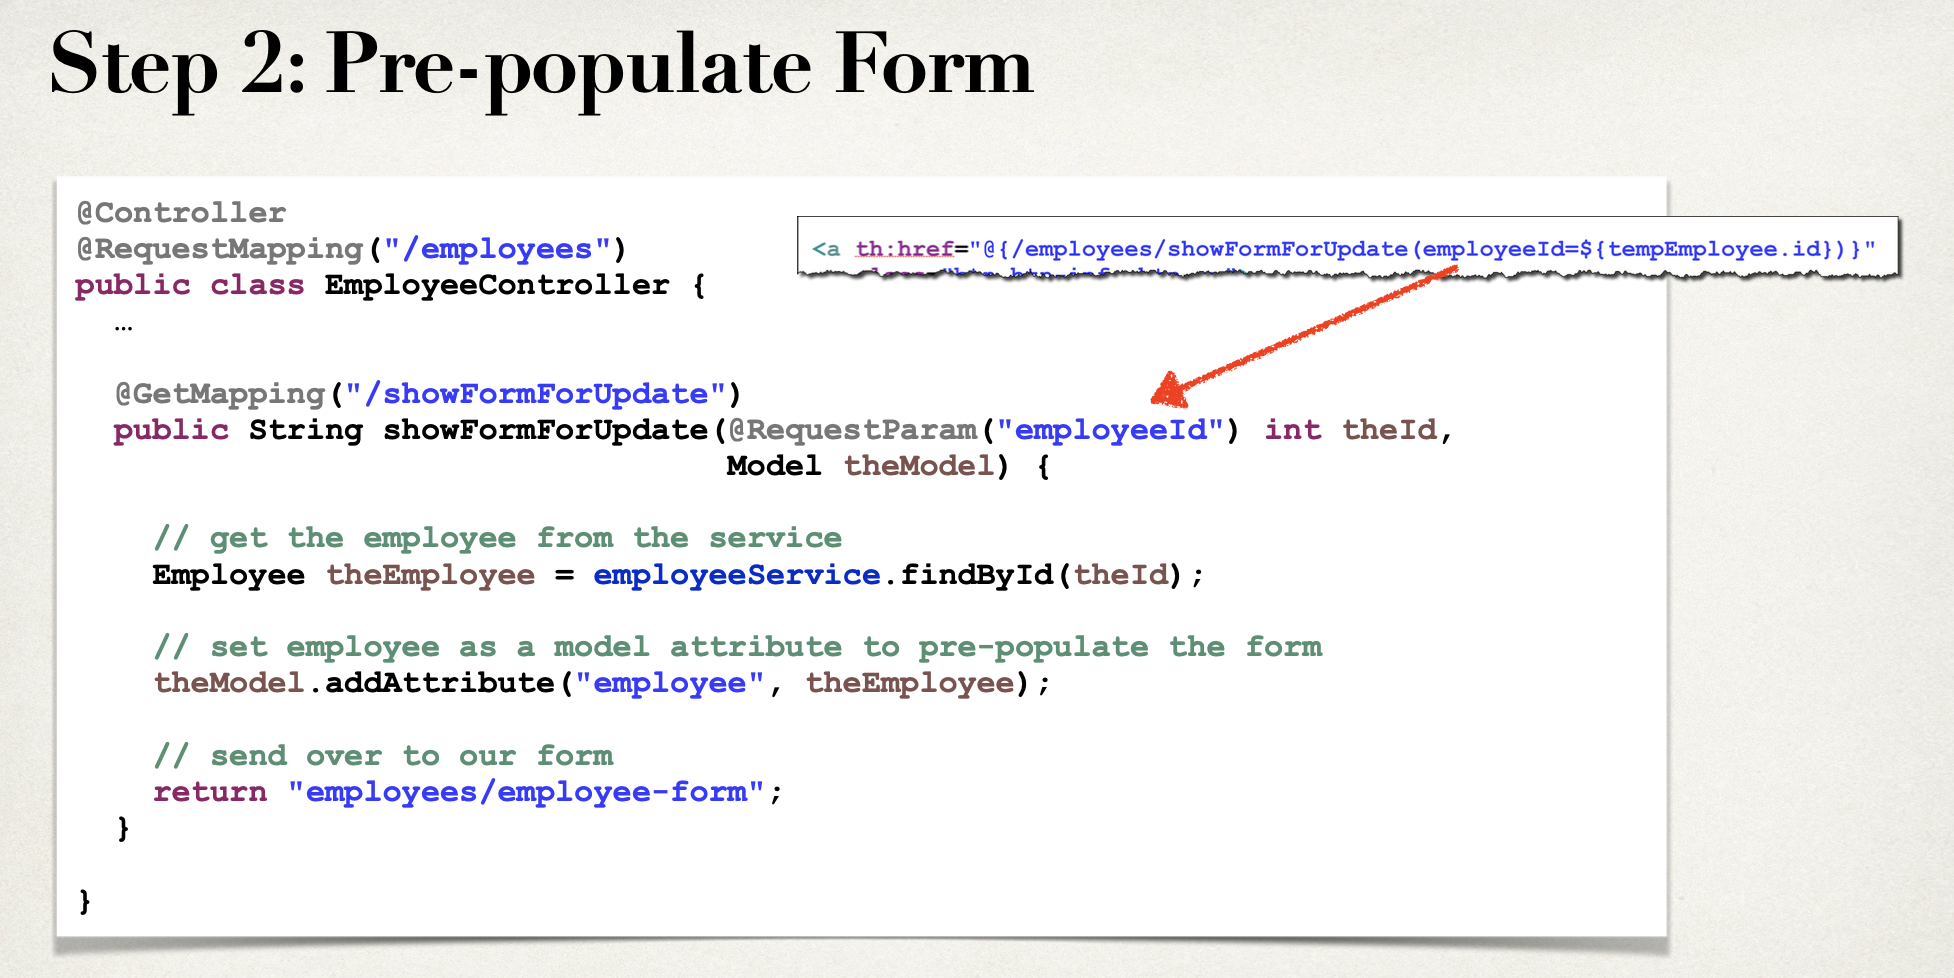 Step 2: Pre-populate Form
@Controller
@RequestMapping("/employees")
public class EmployeeController {
…
<a th:href="@{/employees/showFormForUpdate(employeeId=${tempEmployee.id})}"
@GetMapping("/showFormForUpdate")
public String showFormForUpdate(@RequestParam("employeeId") int theId,
Model theModel) {
// get the employee from the service
Employee theEmployee = employeeService.findById(theId);
// set employee as a model attribute to pre-populate the form
theModel.addAttribute("employee", theEmployee);
// send over to our form
return "employees/employee-form";
}
}